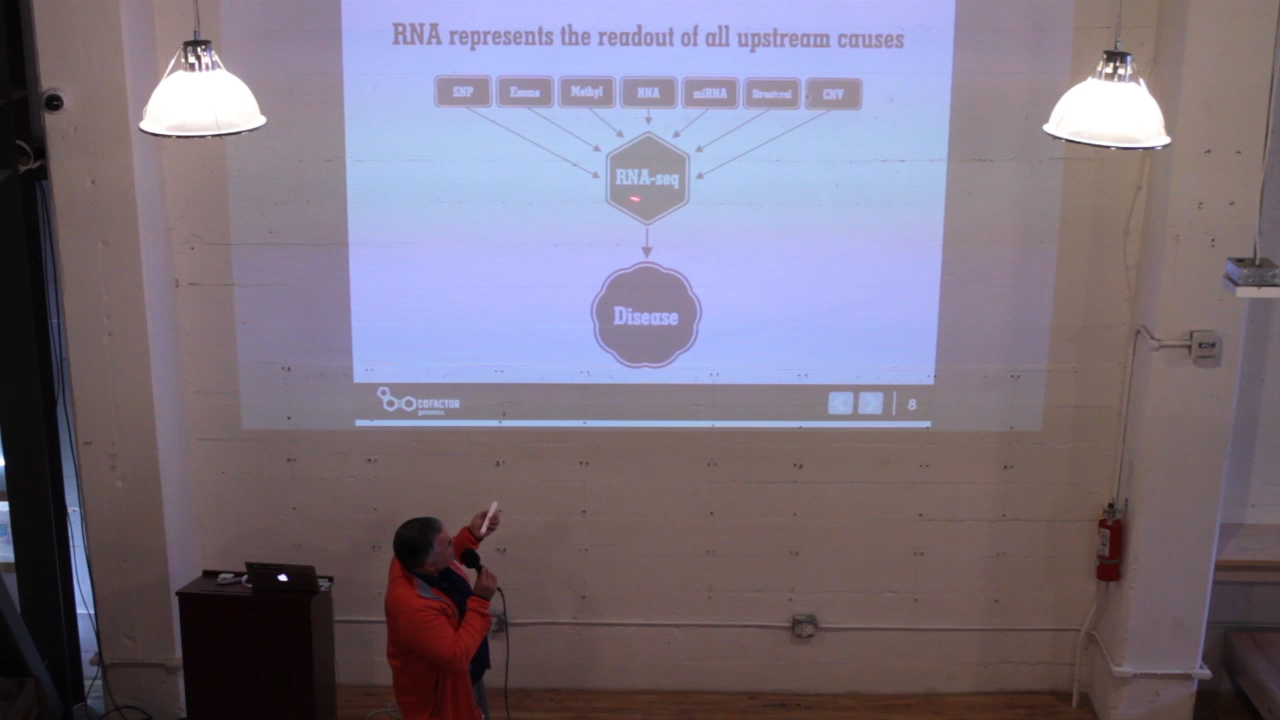 RNA represents the readout of all upstream causes
SNP Exome Methyl RNA miRNA Structural CNV
RNA-seq
Disease
COFACTOR
genomics
8